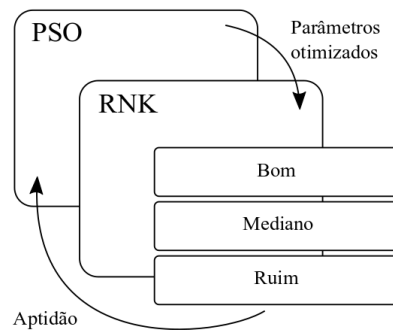 PSO
Parâmetros
otimizados
RNK
Bom
Mediano
Ruim
Aptidão